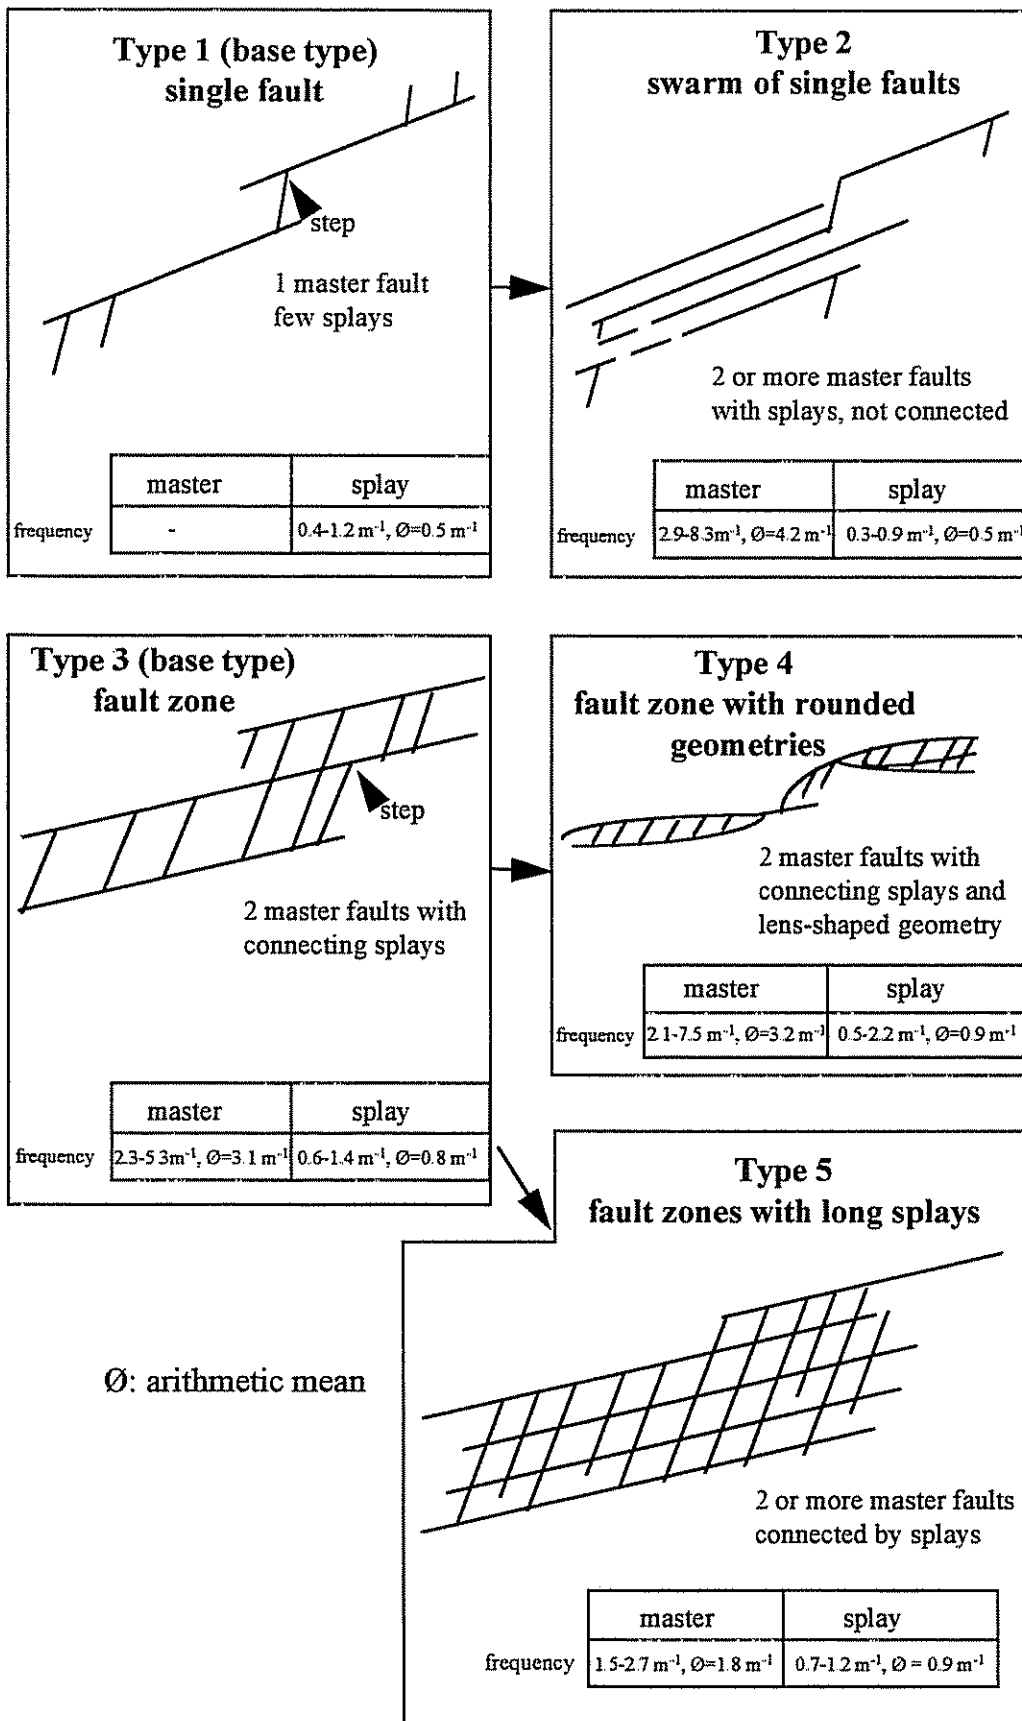 Type 1 (base type)
single fault
step
1 master fault
few splays
master splay
frequency - 0.4-1.2 m⁻¹, Ø=0.5 m⁻¹
Type 2
swarm of single faults
2 or more master faults
with splays, not connected
master splay
frequency 2.9-8.3m⁻¹, Ø=4.2 m⁻¹ 0.3-0.9 m⁻¹, Ø=0.5 m⁻¹
Type 3 (base type)
fault zone
step
2 master faults with
connecting splays
master splay
frequency 2.3-5.3m⁻¹, Ø=3.1 m⁻¹ 0.6-1.4 m⁻¹, Ø=0.8 m⁻¹
Type 4
fault zone with rounded
geometries
2 master faults with
connecting splays and
lens-shaped geometry
master splay
frequency 2.1-7.5 m⁻¹, Ø=3.2 m⁻¹ 0.5-2.2 m⁻¹, Ø=0.9 m⁻¹
Type 5
fault zones with long splays
Ø: arithmetic mean
2 or more master faults
connected by splays
master splay
frequency 1.5-2.7 m⁻¹, Ø=1.8 m⁻¹ 0.7-1.2 m⁻¹, Ø = 0.9 m⁻¹